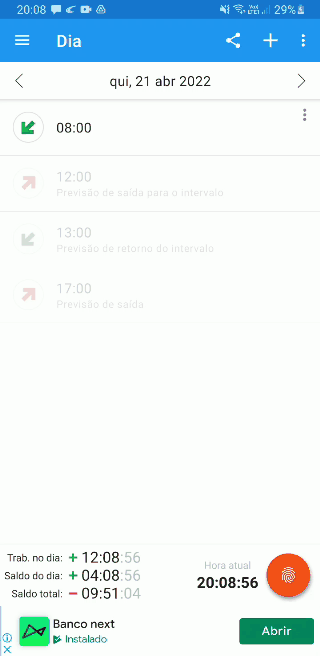 20:08 29%
Dia
qui, 21 abr 2022
08:00
12:00
Previsão de saída para o intervalo
13:00
Previsão de retorno do intervalo
17:00
Previsão de saída
Trab. no dia: + 12:08:56
Saldo do dia: + 04:08:56
Saldo total: - 09:51:04
Hora atual
20:08:56
Banco next
Instalado
Abrir